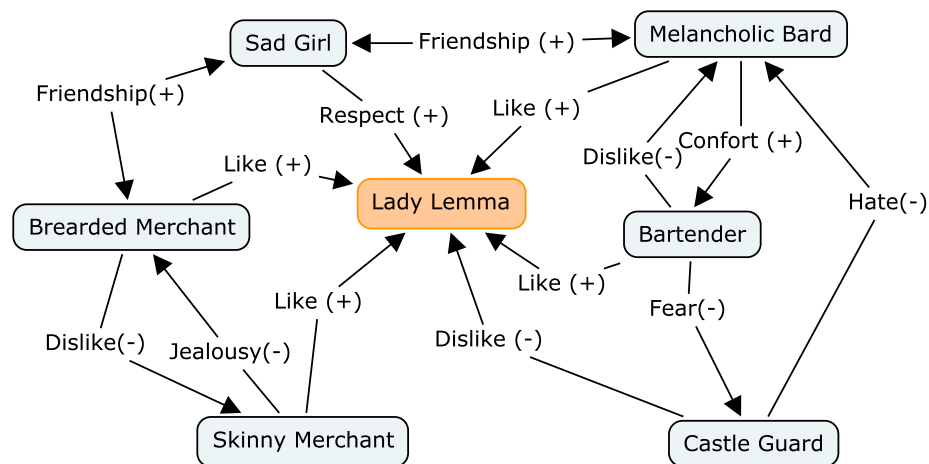 Sad Girl
Friendship (+)
Melancholic Bard
Friendship(+)
Respect (+)
Like (+)
Like (+)
Dislike(-)
Confort (+)
Lady Lemma
Hate(-)
Brearded Merchant
Bartender
Like (+)
Like (+)
Fear(-)
Dislike(-)
Jealousy(-)
Dislike (-)
Skinny Merchant
Castle Guard